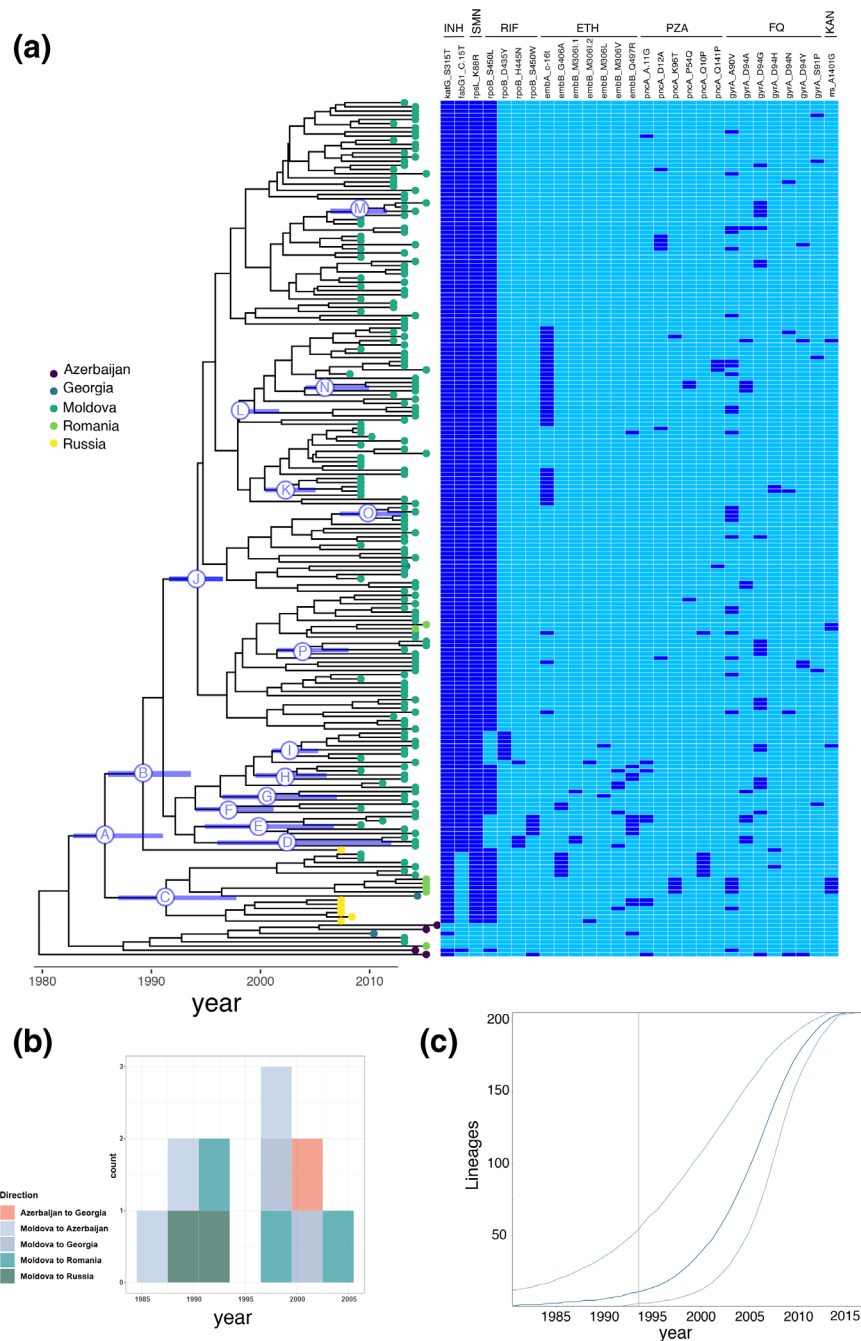 (a)
INH
SMN
RIF
ETH
PZA
FQ
KAN
katG_S315T
fabG1_C.15T
rpsL_K88R
rpoB_S450L
rpoB_D435Y
rpoB_H445N
rpoB_S450W
embA_c-16t
embB_G406A
embB_M306I.1
embB_M306I.2
embB_M306L
embB_M306V
embB_Q497R
pncA_A.11G
pncA_D12A
pncA_K96T
pncA_P54Q
pncA_Q10P
pncA_Q141P
gyrA_A90V
gyrA_D94A
gyrA_D94G
gyrA_D94H
gyrA_D94N
gyrA_D94Y
gyrA_S91P
rrs_A1401G
M
Azerbaijan
Georgia
Moldova
Romania
Russia
N
L
K
O
J
P
I
B
H
G
F
E
A
D
C
1980 1990 2000 2010
year
(b)
3
2
1
0
count
1985 1990 1995 2000 2005
year
Direction
Azerbaijan to Georgia
Moldova to Azerbaijan
Moldova to Georgia
Moldova to Romania
Moldova to Russia
(c)
200
150
100
50
Lineages
1985 1990 1995 2000 2005 2010 2015
year